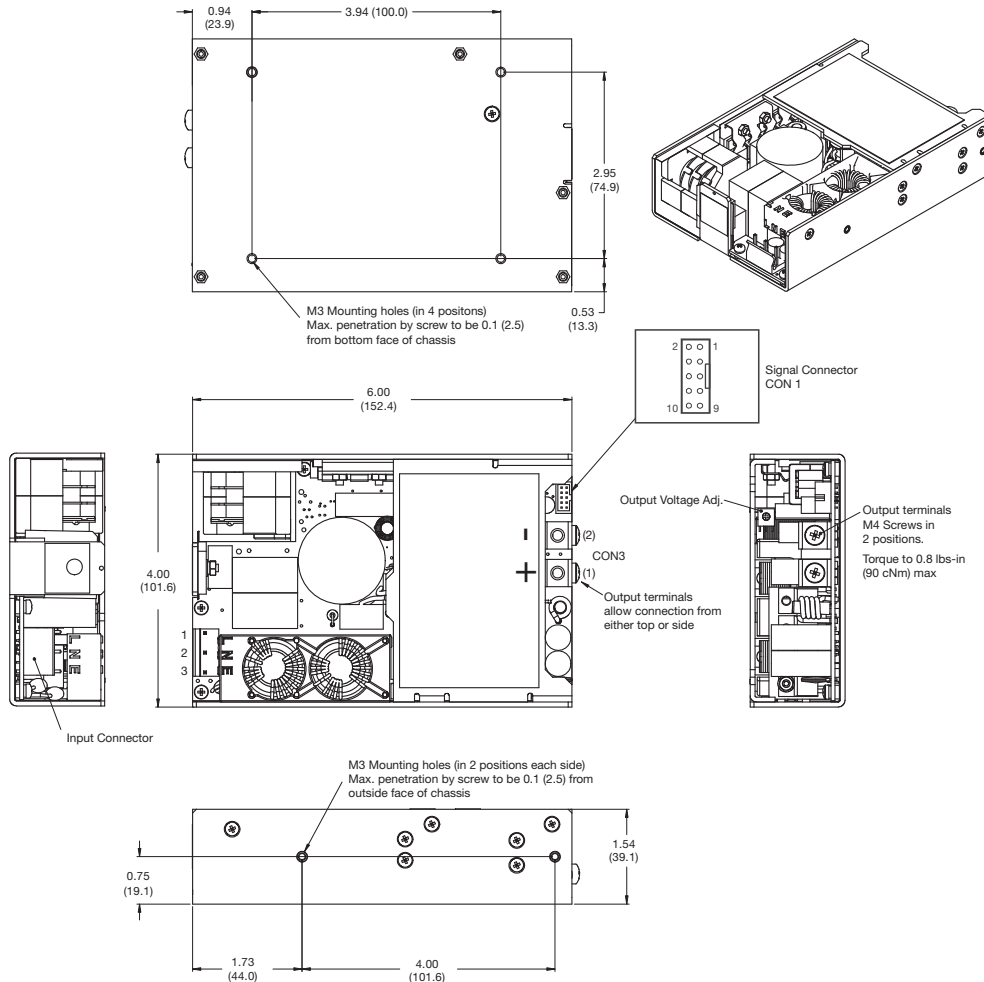 0.94
(23.9)
3.94 (100.0)
2.95
(74.9)
0.53
(13.3)
M3 Mounting holes (in 4 positons)
Max. penetration by screw to be 0.1 (2.5)
from bottom face of chassis
L N E
L N E
2
1
10
9
Signal Connector
CON 1
6.00
(152.4)
4.00
(101.6)
1
2
3
L N E
L N E
-
+
(2)
CON3
(1)
Output terminals
allow connection from
either top or side
Output Voltage Adj.
Output terminals
M4 Screws in
2 positions.
Torque to 0.8 lbs-in
(90 cNm) max
Input Connector
M3 Mounting holes (in 2 positions each side)
Max. penetration by screw to be 0.1 (2.5) from
outside face of chassis
0.75
(19.1)
1.54
(39.1)
1.73
(44.0)
4.00
(101.6)